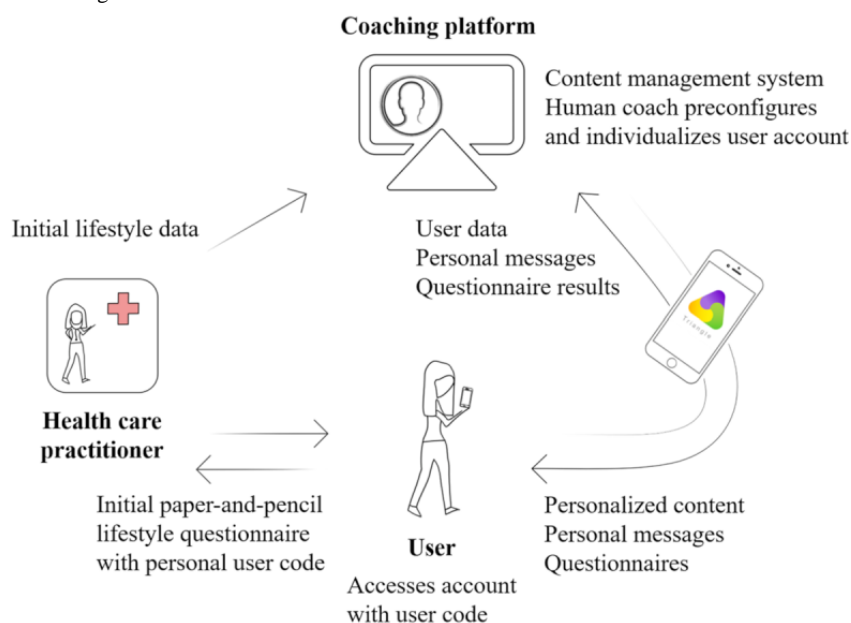 Coaching platform
Content management system
Human coach preconfigures
and individualizes user account
Initial lifestyle data
User data
Personal messages
Questionnaire results
Triangle
Health care
practitioner
Initial paper-and-pencil
lifestyle questionnaire
with personal user code
User
Accesses account
with user code
Personalized content
Personal messages
Questionnaires